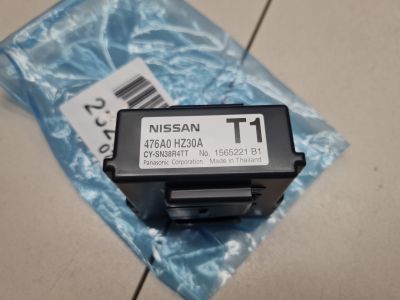 NISSAN T1
476A0 HZ30A
CY-SN38R4TT No. 1565221 B1
Panasonic Corporation Made in Thailand